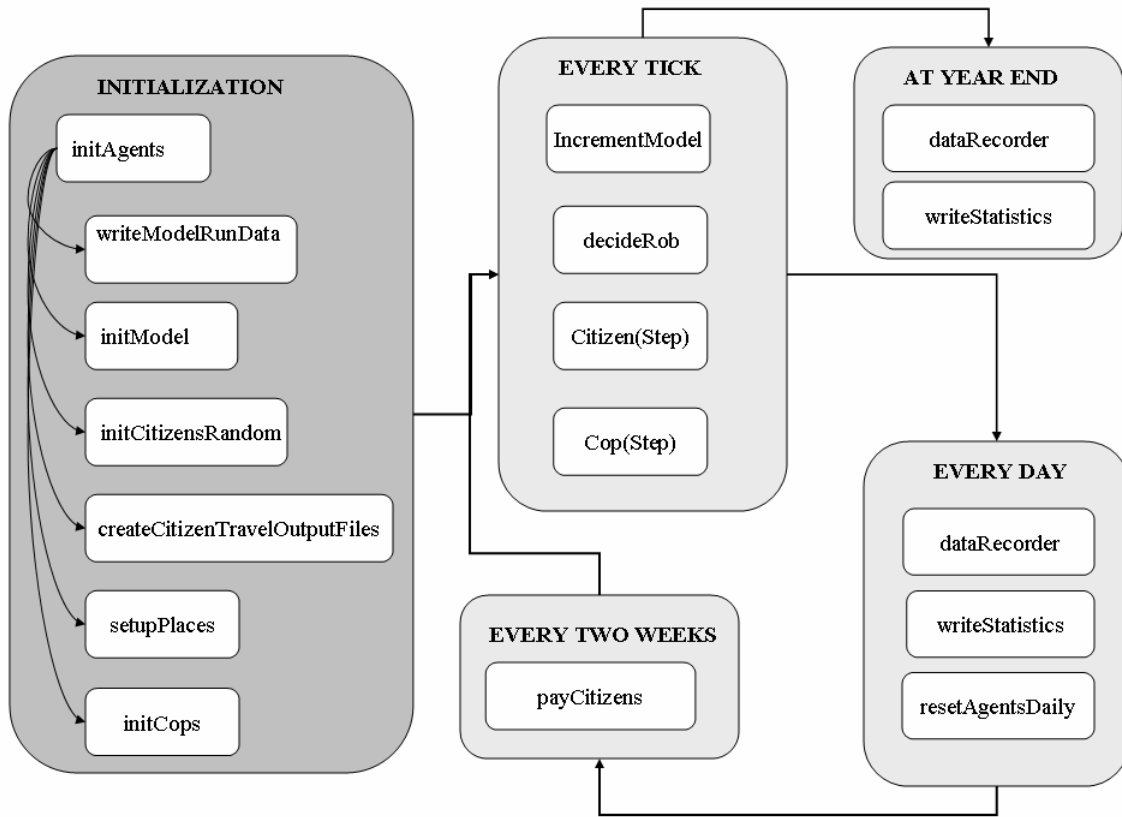 INITIALIZATION
initAgents
writeModelRunData
initModel
initCitizensRandom
createCitizenTravelOutputFiles
setupPlaces
initCops
EVERY TICK
IncrementModel
decideRob
Citizen(Step)
Cop(Step)
AT YEAR END
dataRecorder
writeStatistics
EVERY DAY
dataRecorder
writeStatistics
resetAgentsDaily
EVERY TWO WEEKS
payCitizens